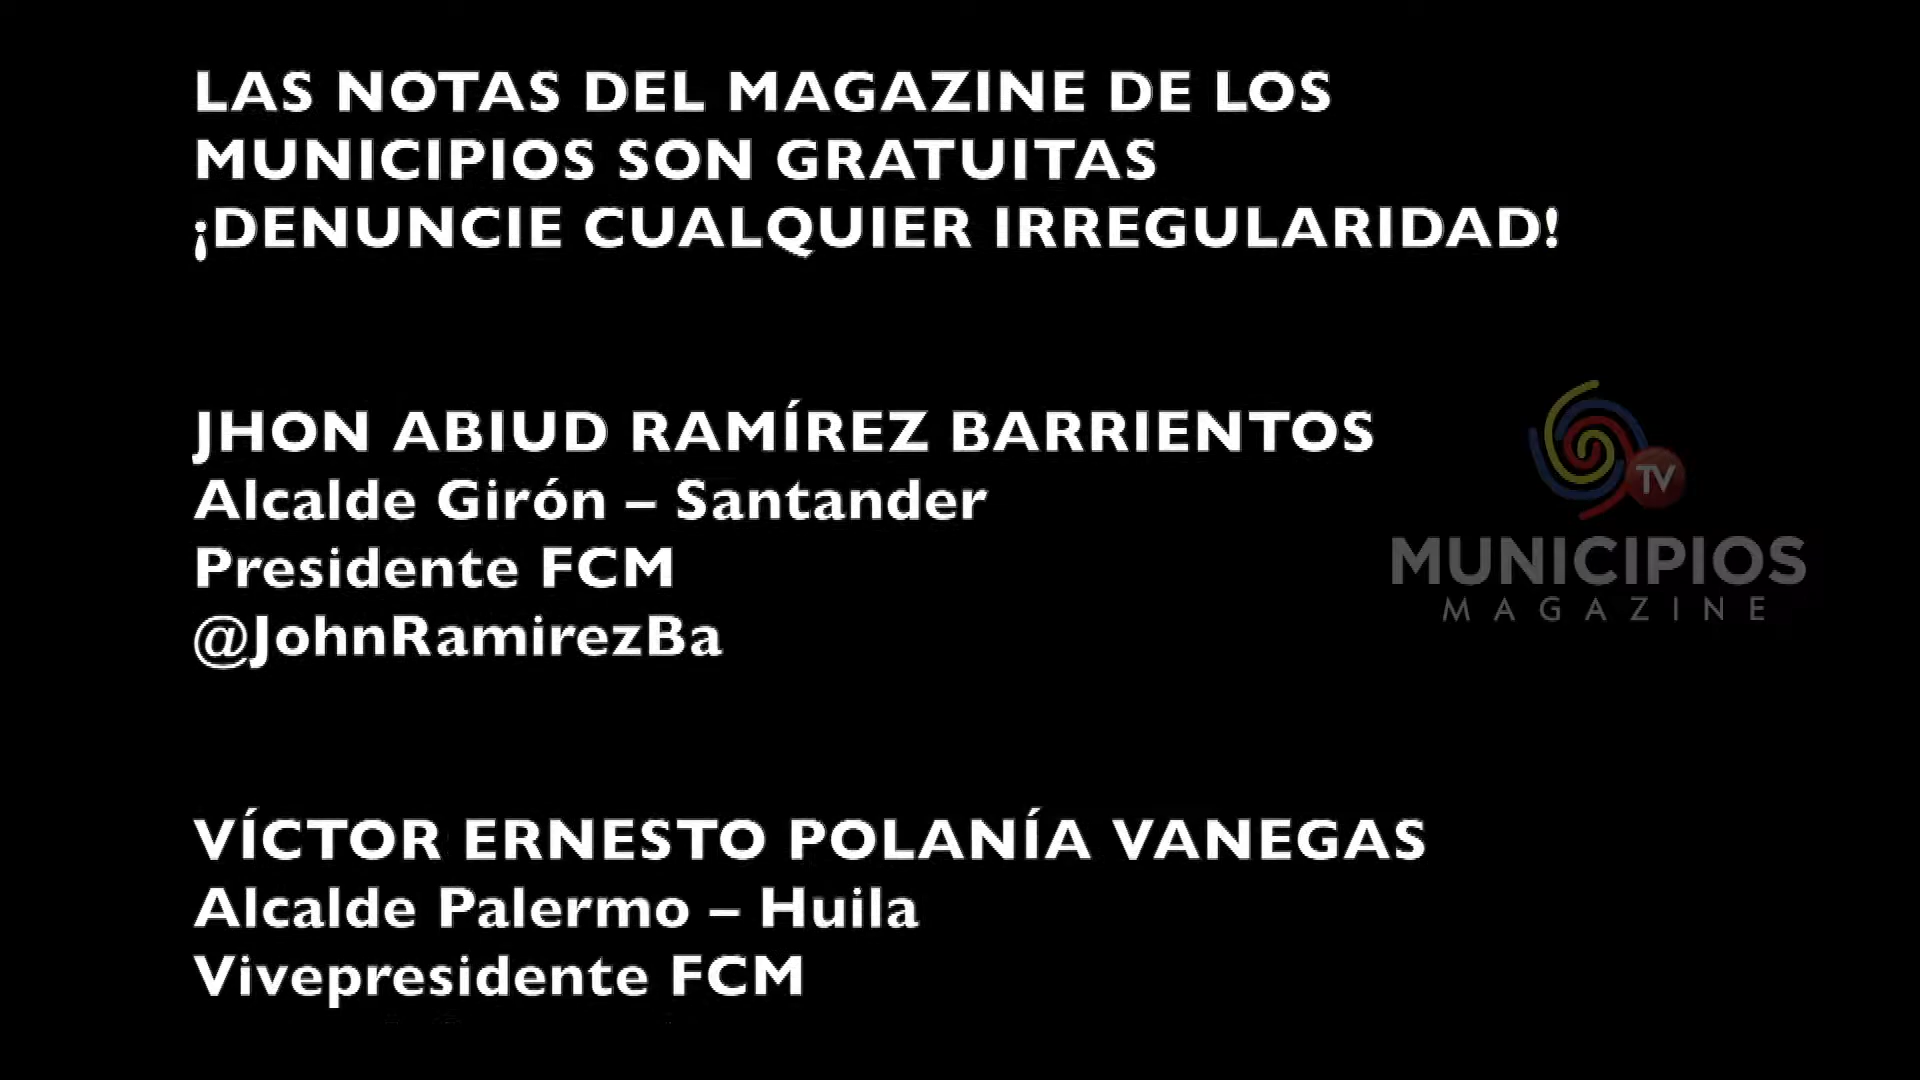 LAS NOTAS DEL MAGAZINE DE LOS
MUNICIPIOS SON GRATUITAS
¡DENUNCIE CUALQUIER IRREGULARIDAD!
JHON ABIUD RAMÍREZ BARRIENTOS
Alcalde Girón – Santander
Presidente FCM
@JohnRamirezBa
TV
MUNICIPIOS
MAGAZINE
VÍCTOR ERNESTO POLANÍA VANEGAS
Alcalde Palermo – Huila
Vivepresidente FCM